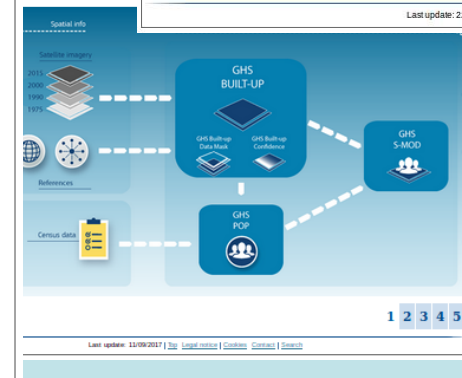 Last update: 2
Spatial info
Satellite imagery
2015
2000
1990
1975
GHS
BUILT-UP
GHS Built-up
Data Mask
GHS Built-up
Confidence
GHS
S-MOD
References
Census data
GHS
POP
1 2 3 4 5
Last update: 11/09/2017 | Top Legal notice | Cookies Contact | Search